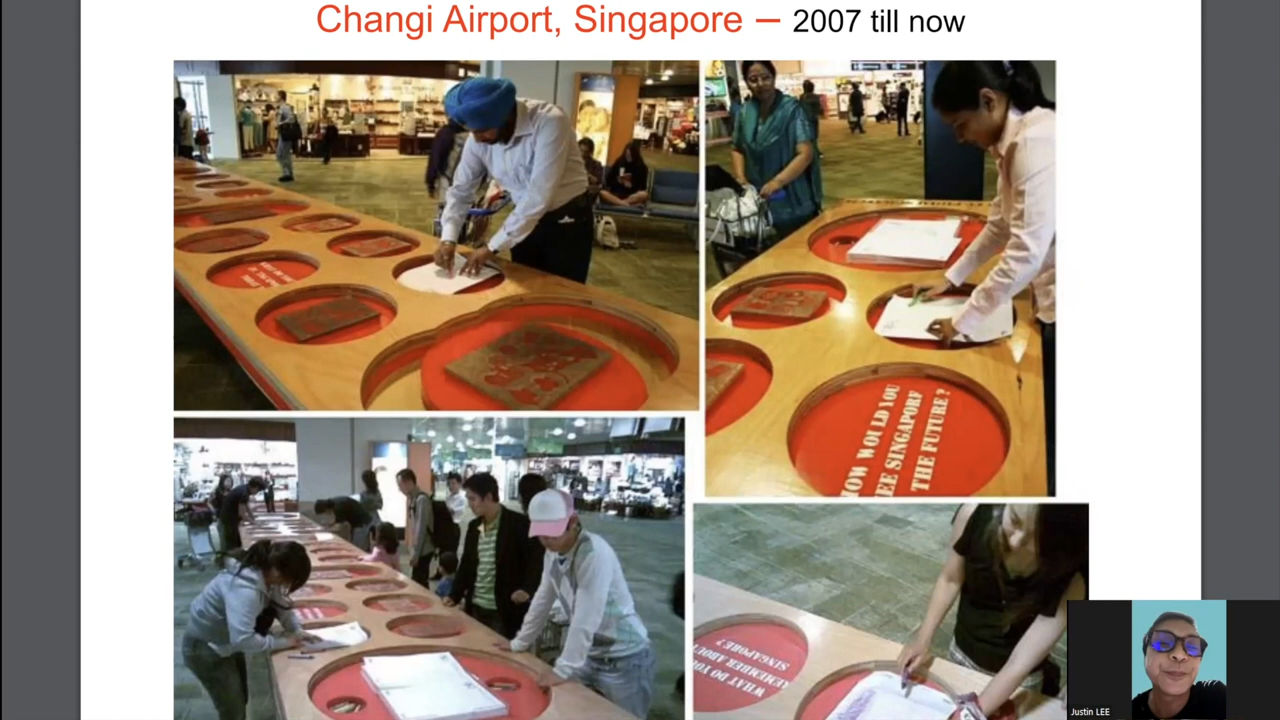 Changi Airport, Singapore – 2007 till now
HOW WOULD YOU
SEE SINGAPORE
THE FUTURE?
WHAT DO YOU
REMEMBER ABOUT
SINGAPORE?
Justin LEE